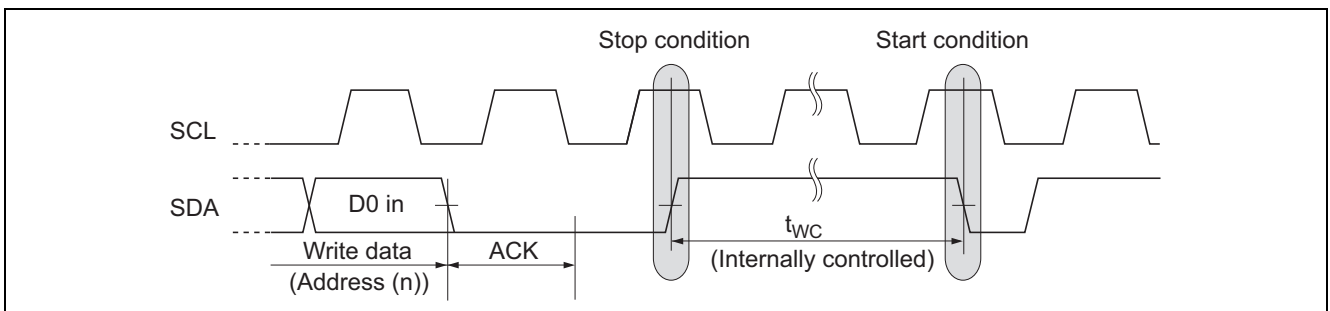 Stop condition
Start condition
SCL
SDA
D0 in
Write data
(Address (n))
ACK
tWC
(Internally controlled)